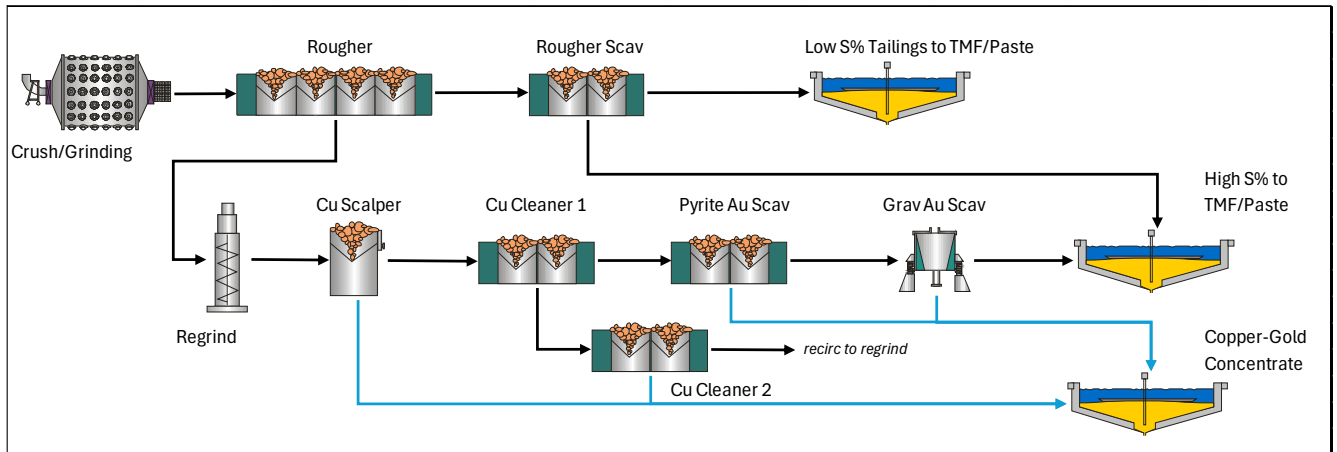 Rougher
Rougher Scav
Low S% Tailings to TMF/Paste
Crush/Grinding
High S% to
TMF/Paste
Cu Scalper
Cu Cleaner 1
Pyrite Au Scav
Grav Au Scav
Regrind
recirc to regrind
Copper-Gold
Concentrate
Cu Cleaner 2